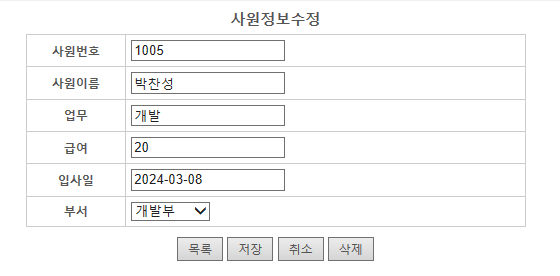 사원정보수정
사원번호 1005
사원이름 박찬성
업무 개발
급여 20
입사일 2024-03-08
부서 개발부
목록 저장 취소 삭제